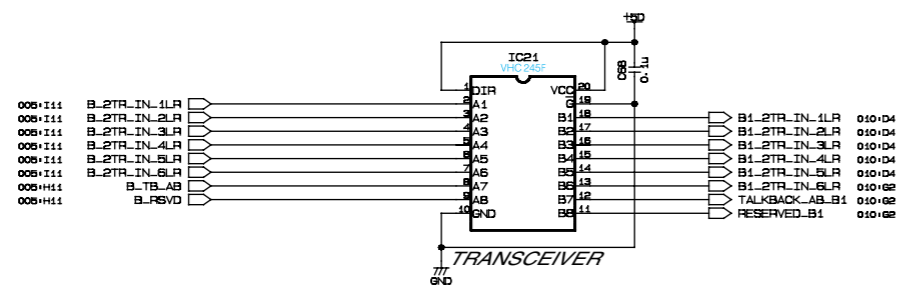 +5D
IC21
VHC 245F
C68
0.1u
1 DIR VCC 20
005:I11 B_2TR_IN_1LR 2 A1 G 19
005:I11 B_2TR_IN_2LR 3 A2 B1 18 B1_2TR_IN_1LR 010:D4
005:I11 B_2TR_IN_3LR 4 A3 B2 17 B1_2TR_IN_2LR 010:D4
005:I11 B_2TR_IN_4LR 5 A4 B3 16 B1_2TR_IN_3LR 010:D4
005:I11 B_2TR_IN_5LR 6 A5 B4 15 B1_2TR_IN_4LR 010:D4
005:I11 B_2TR_IN_6LR 7 A6 B5 14 B1_2TR_IN_5LR 010:D4
005:H11 B_TB_AB 8 A7 B6 13 B1_2TR_IN_6LR 010:G2
005:H11 B_RSVD 9 A8 B7 12 TALKBACK_AB_B1 010:G2
10 GND B8 11 RESERVED_B1 010:G2
TRANSCEIVER
GND